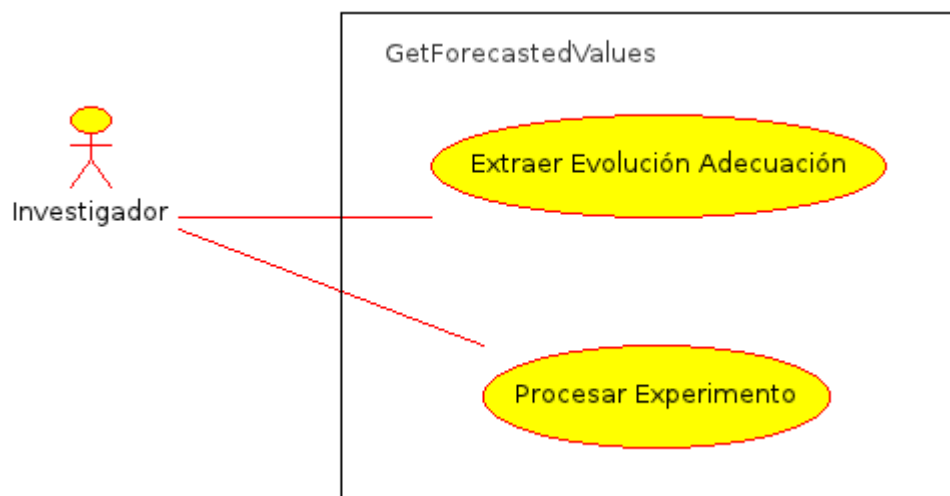 GetForecastedValues
Extraer Evolución Adecuación
Investigador
Procesar Experimento